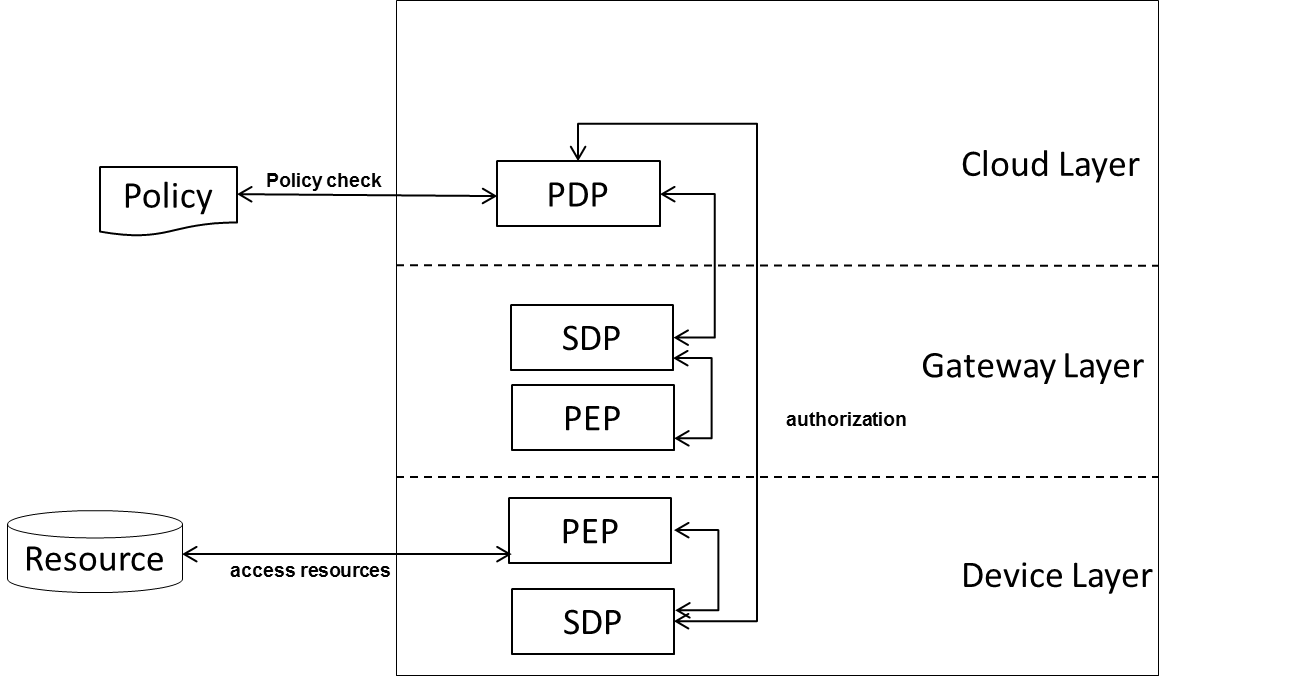 Cloud Layer
Policy
Policy check
PDP
SDP
Gateway Layer
PEP
authorization
PEP
Resource
access resources
Device Layer
SDP